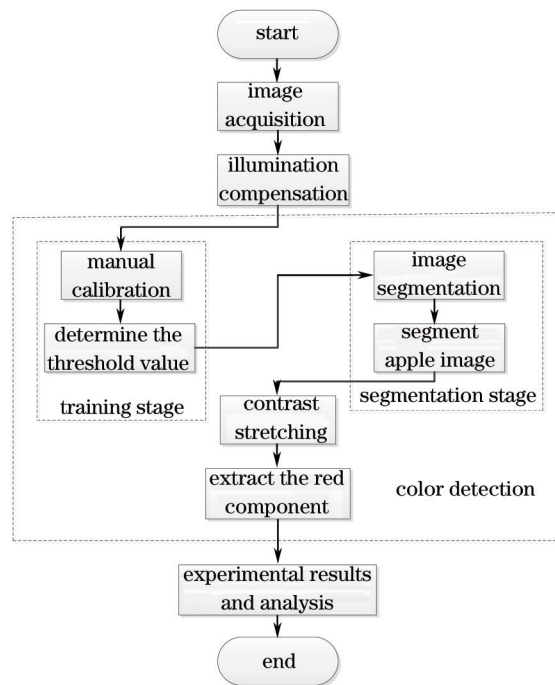 start
image
acquisition
illumination
compensation
manual
calibration
determine the
threshold value
training stage
image
segmentation
segment
apple image
segmentation stage
contrast
stretching
extract the red
component
color detection
experimental results
and analysis
end